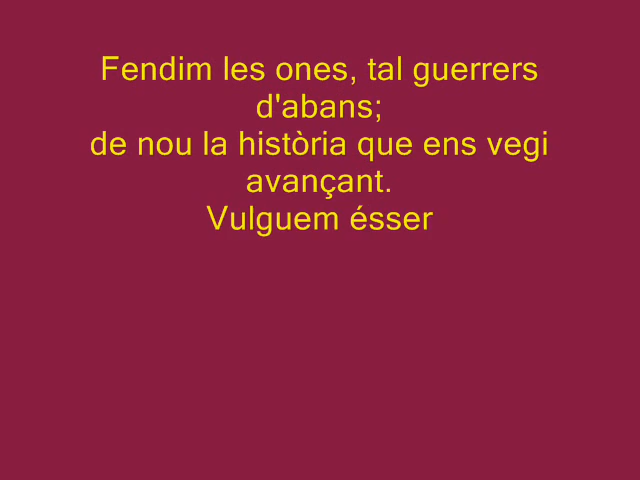 Fendim les ones, tal guerrers
d'abans;
de nou la història que ens vegi
avançant.
Vulguem ésser